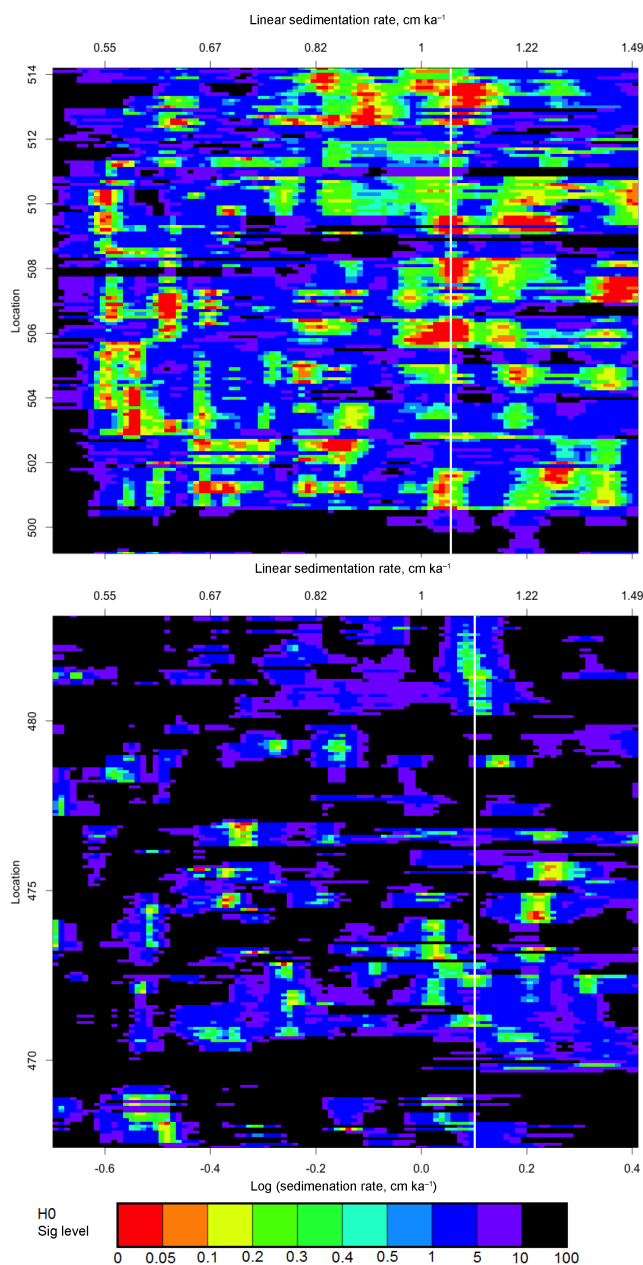 Linear sedimentation rate, cm ka⁻¹
0.55 0.67 0.82 1 1.22 1.49
514
512
510
508
506
504
502
500
Location
Linear sedimentation rate, cm ka⁻¹
0.55 0.67 0.82 1 1.22 1.49
480
475
470
Location
-0.6 -0.4 -0.2 0.0 0.2 0.4
Log (sedimenation rate, cm ka⁻¹)
H0
Sig level
0 0.05 0.1 0.2 0.3 0.4 0.5 1 5 10 100